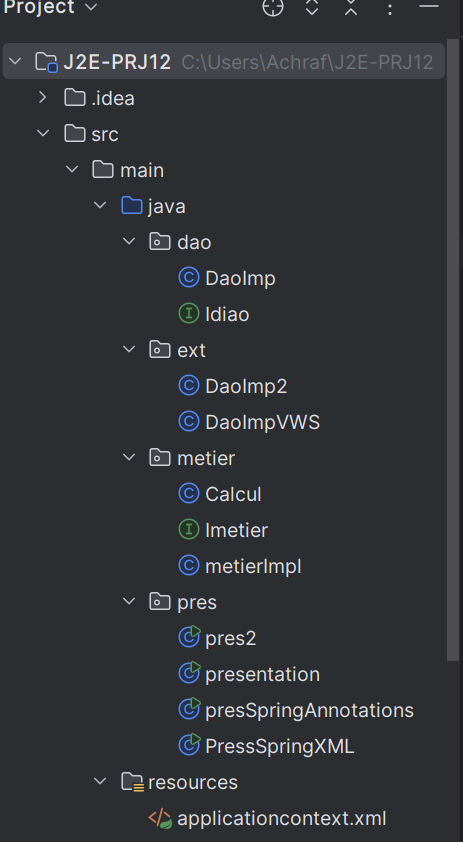 Project
J2E-PRJ12 C:\Users\Achraf\J2E-PRJ12
.idea
src
main
java
dao
DaoImp
Idiao
ext
DaoImp2
DaoImpVWS
metier
Calcul
Imetier
metierImpl
pres
pres2
presentation
presSpringAnnotations
PressSpringXML
resources
applicationcontext.xml